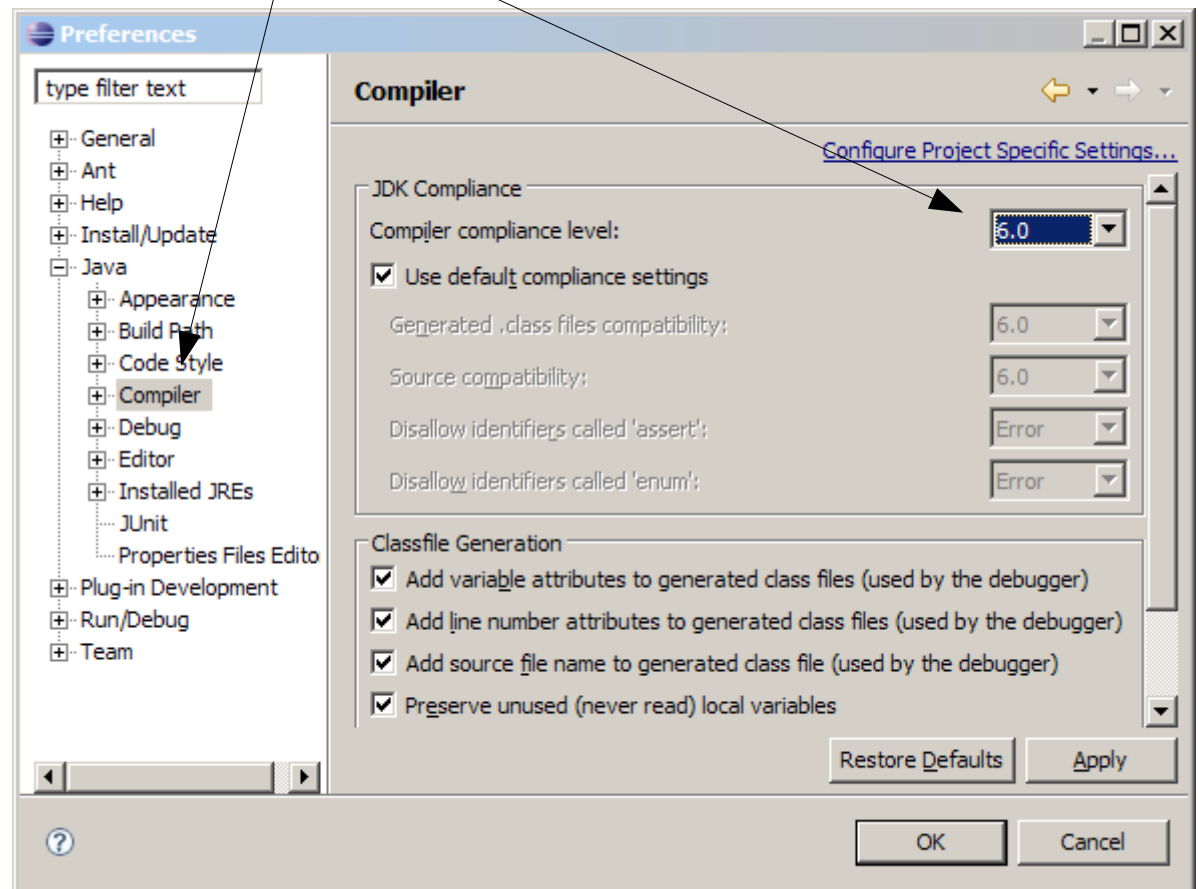 Preferences
type filter text
General
Ant
Help
Install/Update
Java
Appearance
Build Path
Code Style
Compiler
Debug
Editor
Installed JREs
JUnit
Properties Files Edito
Plug-in Development
Run/Debug
Team
Compiler
Configure Project Specific Settings...
JDK Compliance
Compiler compliance level: 6.0
Use default compliance settings
Generated .class files compatibility: 6.0
Source compatibility: 6.0
Disallow identifiers called 'assert': Error
Disallow identifiers called 'enum': Error
Classfile Generation
Add variable attributes to generated class files (used by the debugger)
Add line number attributes to generated class files (used by the debugger)
Add source file name to generated class file (used by the debugger)
Preserve unused (never read) local variables
Restore Defaults Apply
? OK Cancel